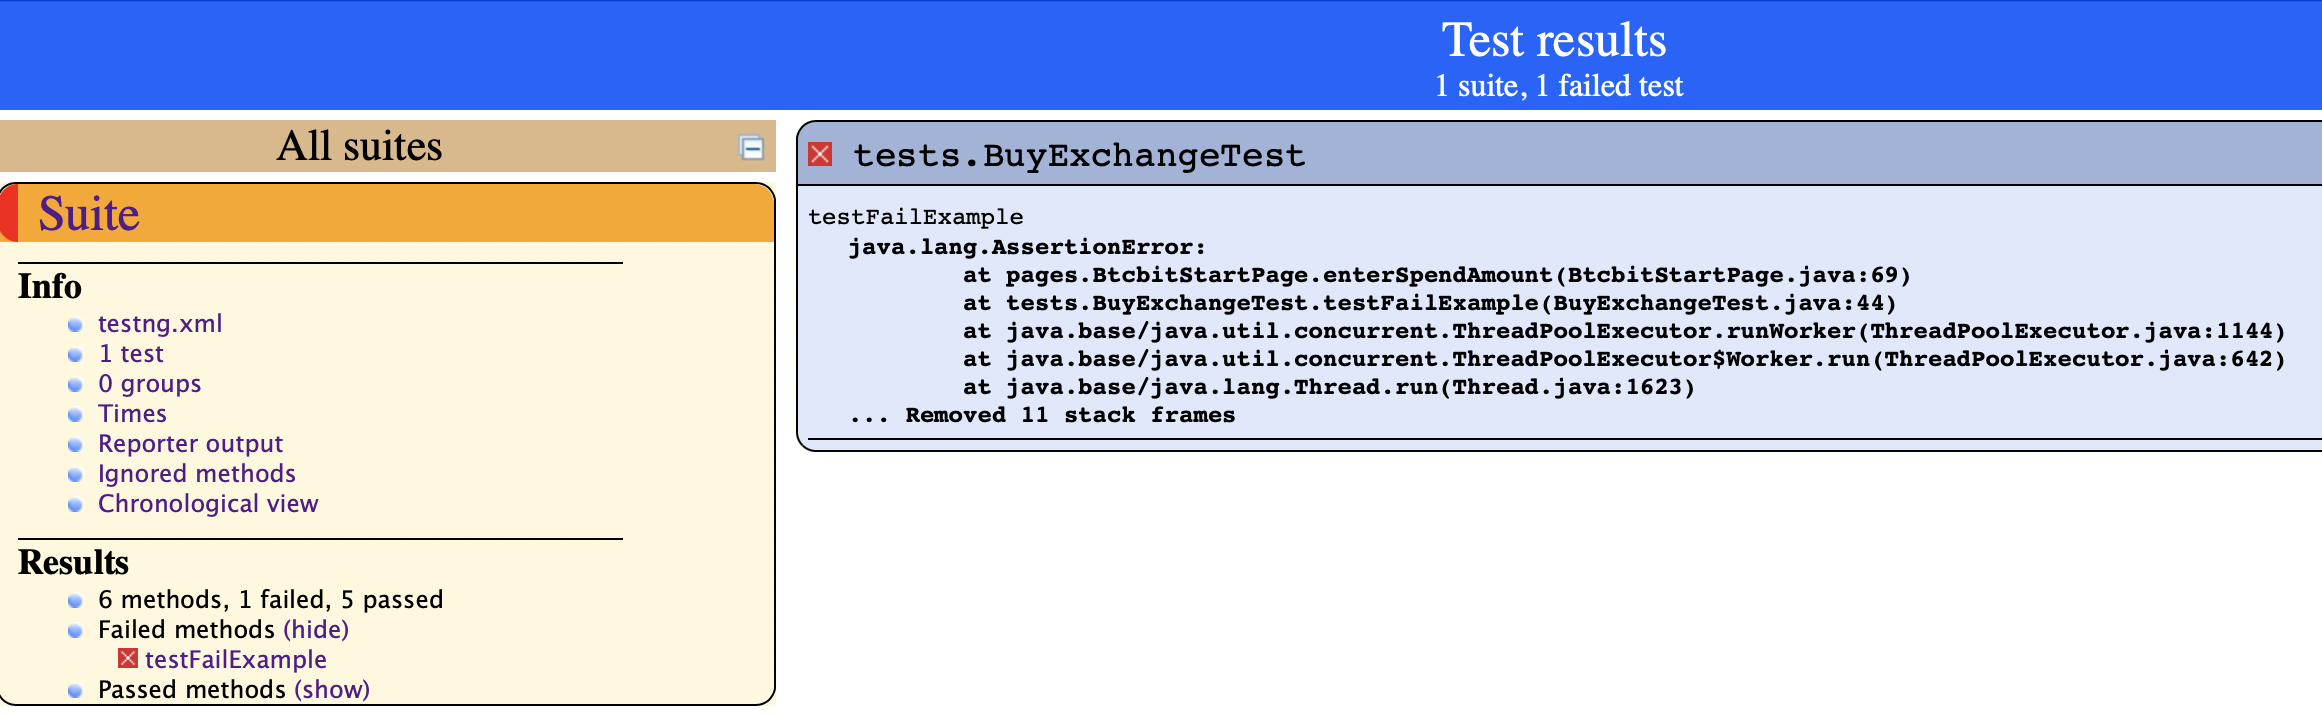 Test results
1 suite, 1 failed test
All suites
Suite
Info
testng.xml
1 test
0 groups
Times
Reporter output
Ignored methods
Chronological view
Results
6 methods, 1 failed, 5 passed
Failed methods (hide)
testFailExample
Passed methods (show)
tests.BuyExchangeTest
testFailExample
java.lang.AssertionError:
at pages.BtcbitStartPage.enterSpendAmount(BtcbitStartPage.java:69)
at tests.BuyExchangeTest.testFailExample(BuyExchangeTest.java:44)
at java.base/java.util.concurrent.ThreadPoolExecutor.runWorker(ThreadPoolExecutor.java:1144)
at java.base/java.util.concurrent.ThreadPoolExecutor$Worker.run(ThreadPoolExecutor.java:642)
at java.base/java.lang.Thread.run(Thread.java:1623)
... Removed 11 stack frames